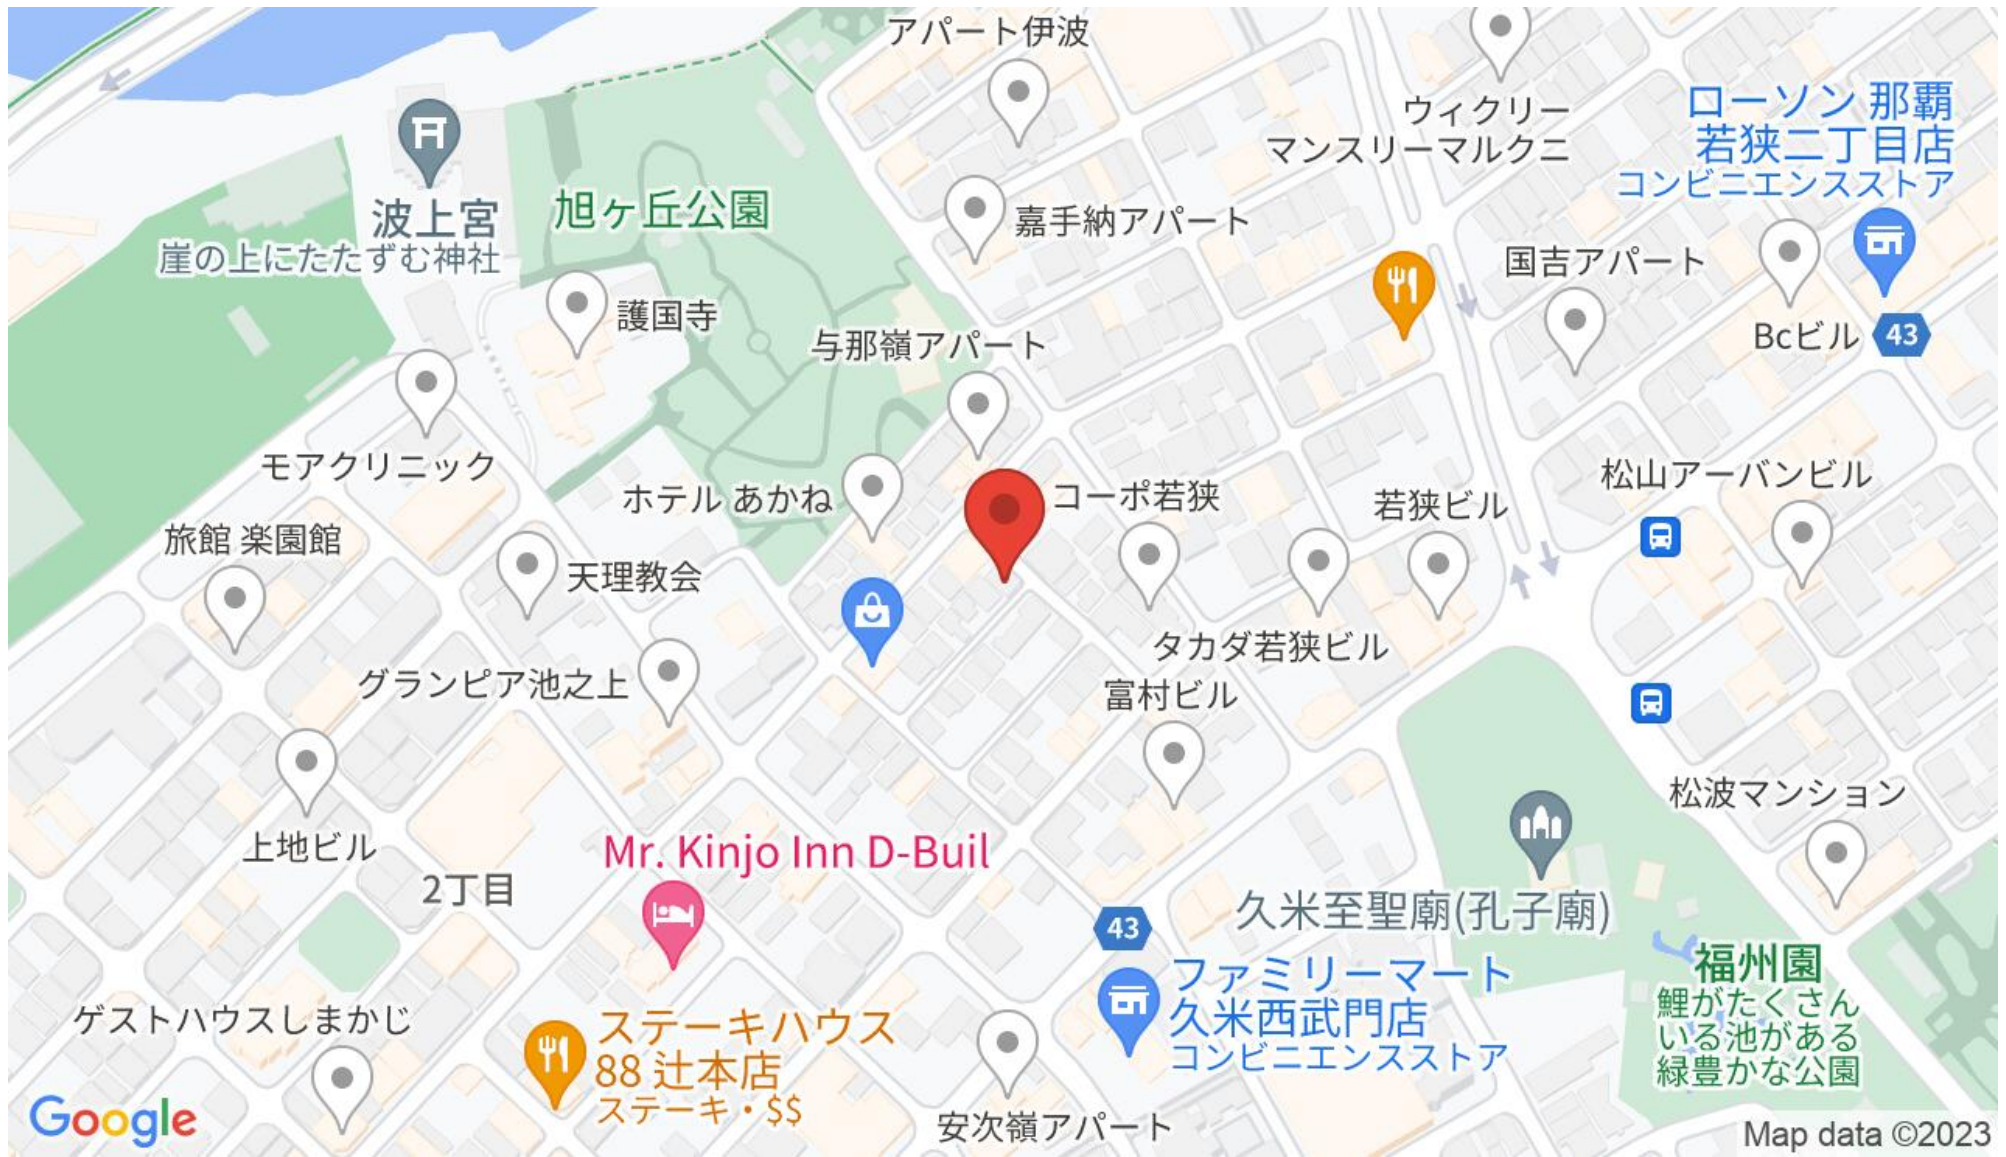 アパート伊波
ウィクリー
マンスリーマルクニ
ローソン 那覇
若狭二丁目店
コンビニエンスストア
波上宮
崖の上にたたずむ神社
旭ヶ丘公園
嘉手納アパート
国吉アパート
護国寺
与那嶺アパート
Bcビル
43
モアクリニック
ホテル あかね
コーポ若狭
若狭ビル
松山アーバンビル
旅館 楽園館
天理教会
タカダ若狭ビル
グランピア池之上
富村ビル
松波マンション
上地ビル
2丁目
Mr. Kinjo Inn D-Buil
久米至聖廟(孔子廟)
43
ファミリーマート
久米西武門店
コンビニエンスストア
福州園
鯉がたくさん
いる池がある
緑豊かな公園
ゲストハウスしまかじ
ステーキハウス
88 辻本店
ステーキ・$$
安次嶺アパート
Google
Map data ©2023